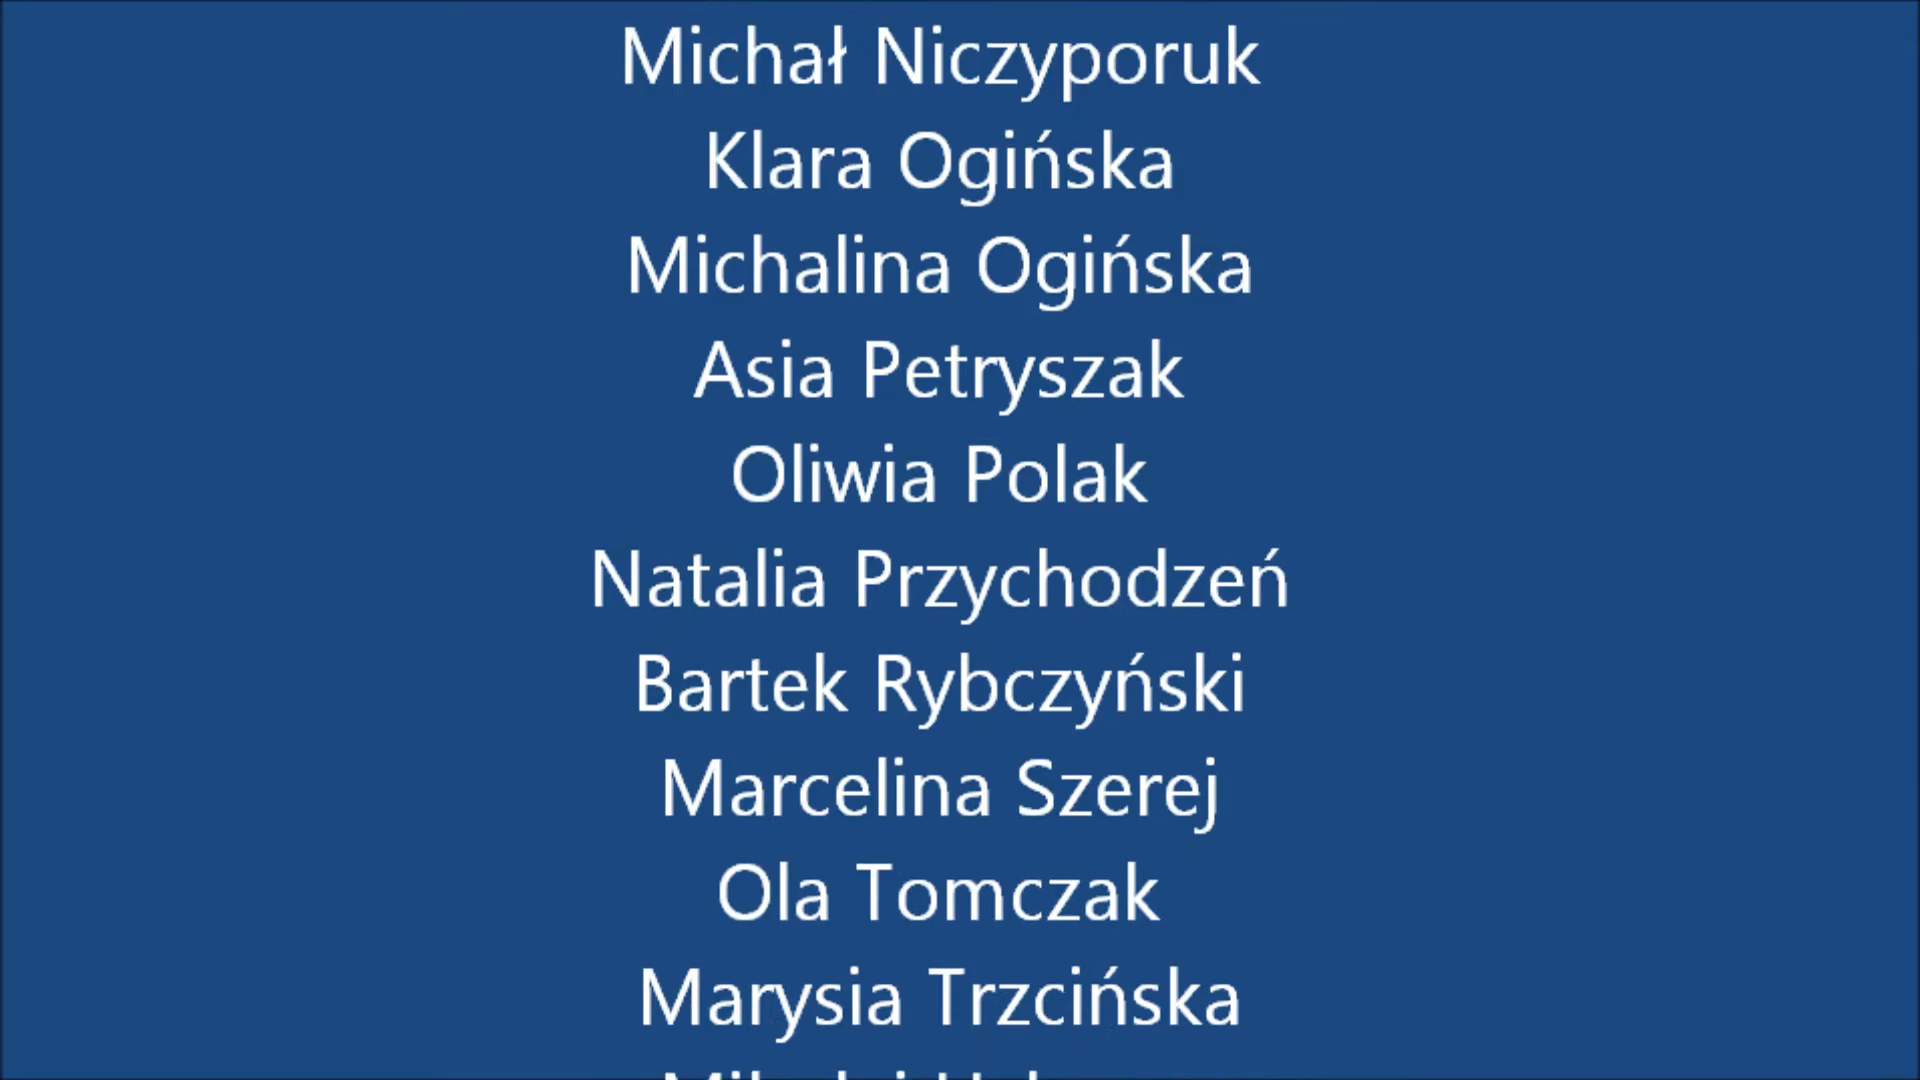 Michał Niczyporuk
Klara Ogińska
Michalina Ogińska
Asia Petryszak
Oliwia Polak
Natalia Przychodzeń
Bartek Rybczyński
Marcelina Szerej
Ola Tomczak
Marysia Trzcińska